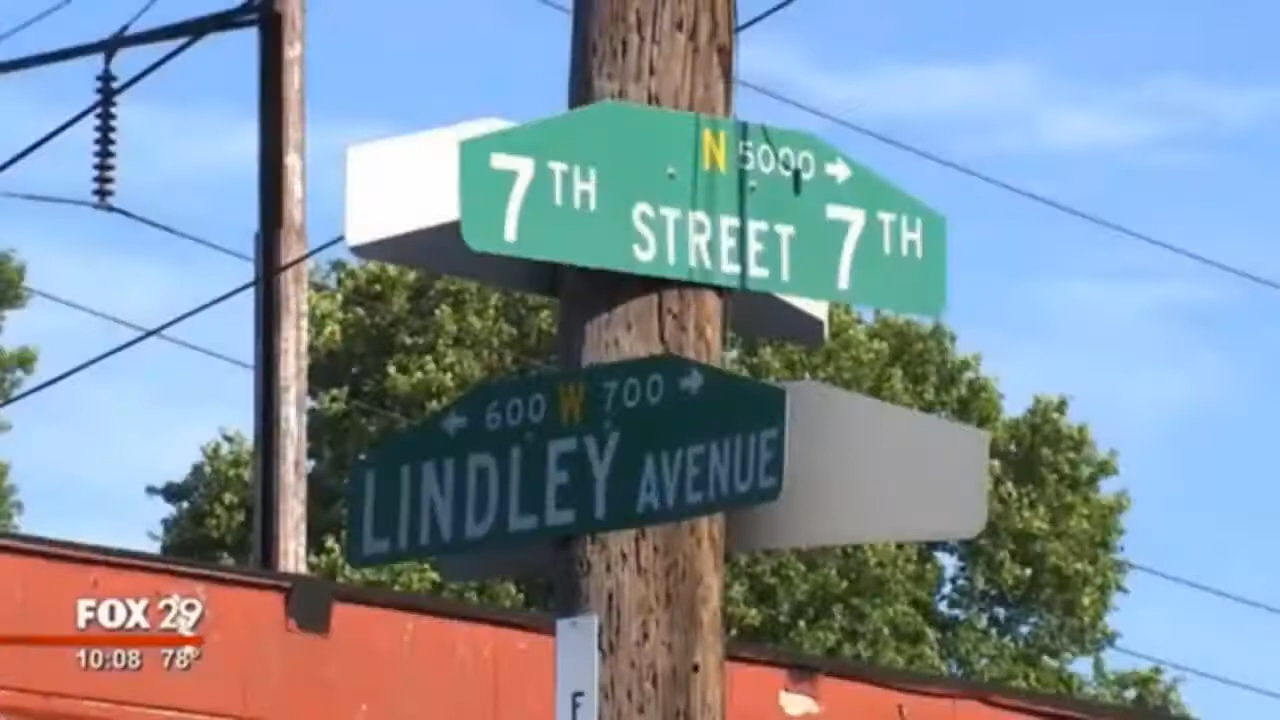 N 5000 →
7TH STREET 7TH
← 600 W 700 →
LINDLEY AVENUE
F
FOX 29
10:08 78°